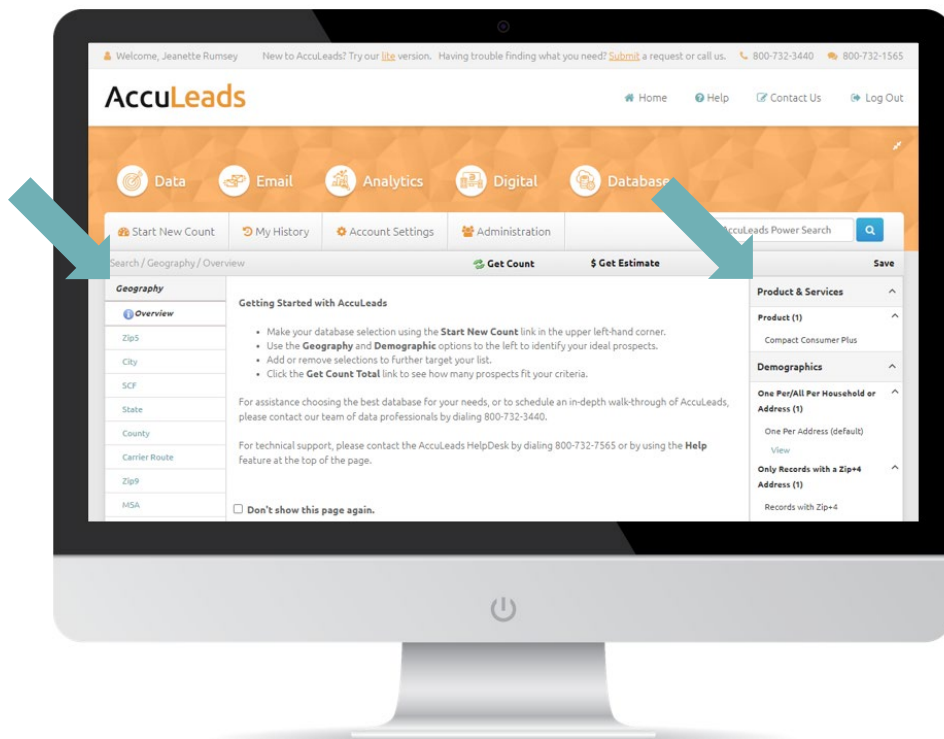 Welcome, Jeanette Rumsey New to AccuLeads? Try our lite version. Having trouble finding what you need? Submit a request or call us. 800-732-3440 800-732-1565
AccuLeads
Home Help Contact Us Log Out
Data Email Analytics Digital Database
Start New Count My History Account Settings Administration AccuLeads Power Search
Search / Geography / Overview Get Count $ Get Estimate Save
Geography
Overview
Zip5
City
SCF
State
County
Carrier Route
Zip9
MSA
Getting Started with AccuLeads
• Make your database selection using the Start New Count link in the upper left-hand corner.
• Use the Geography and Demographic options to the left to identify your ideal prospects.
• Add or remove selections to further target your list.
• Click the Get Count Total link to see how many prospects fit your criteria.
For assistance choosing the best database for your needs, or to schedule an in-depth walk-through of AccuLeads,
please contact our team of data professionals by dialing 800-732-3440.
For technical support, please contact the AccuLeads HelpDesk by dialing 800-732-7565 or by using the Help
feature at the top of the page.
Don't show this page again.
Product & Services
Product (1)
Compact Consumer Plus
Demographics
One Per/All Per Household or
Address (1)
One Per Address (default)
View
Only Records with a Zip+4
Address (1)
Records with Zip+4